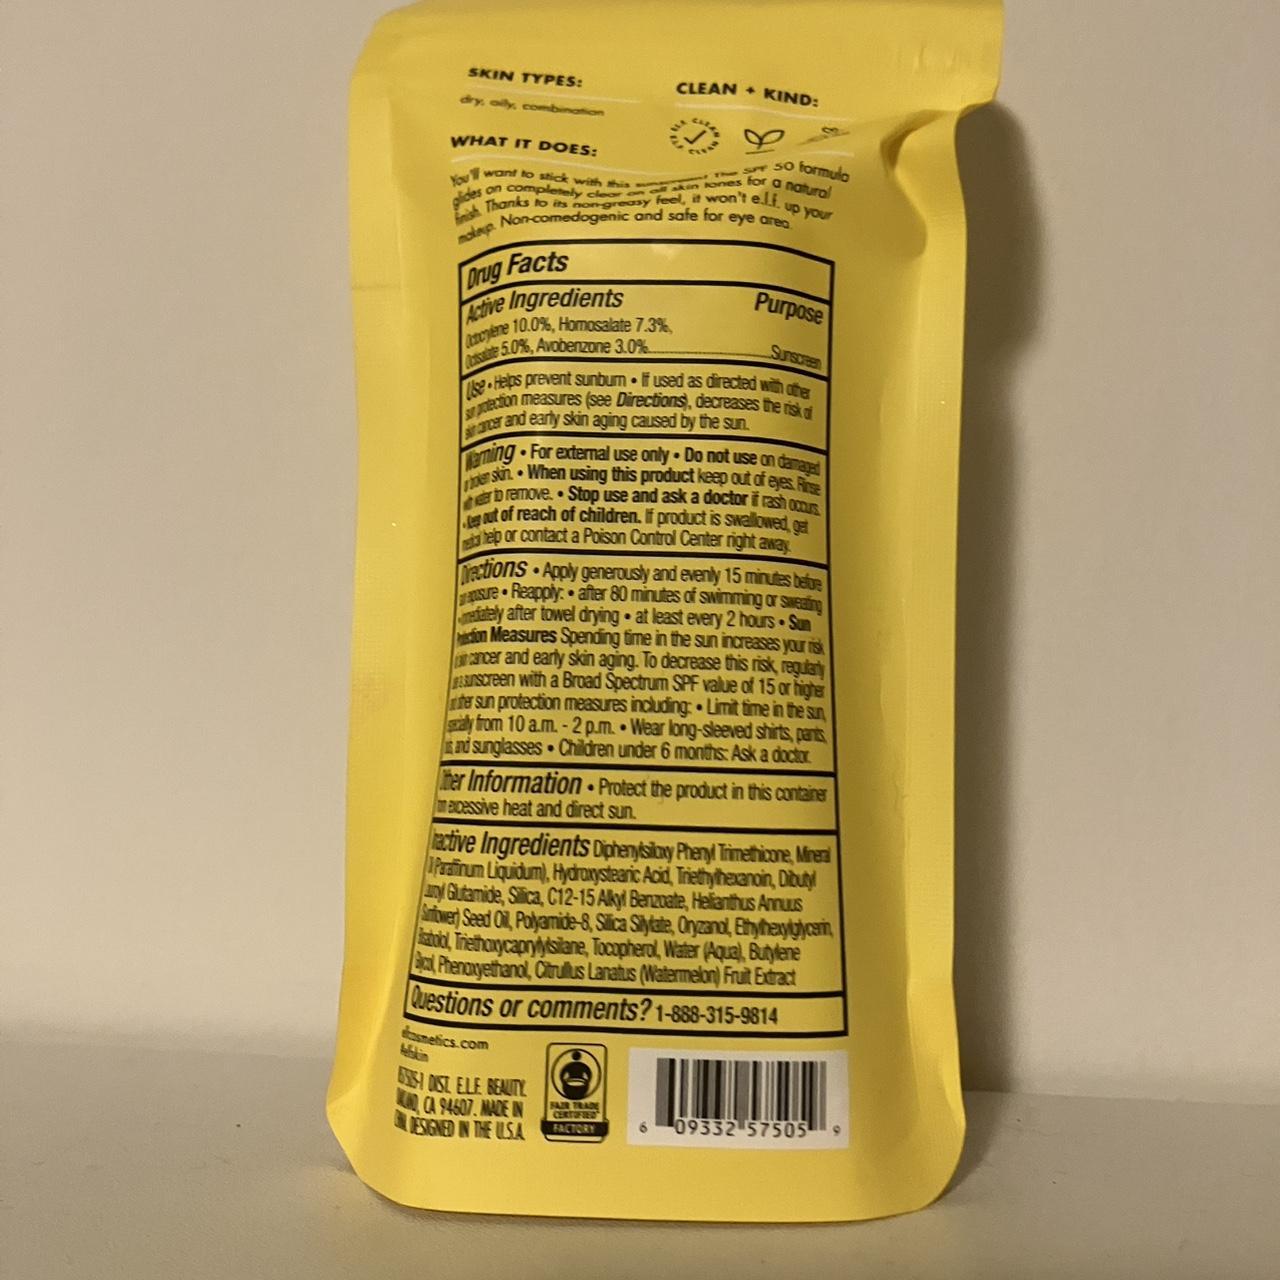 SKIN TYPES:
dry, oily, combination
CLEAN + KIND:
WHAT IT DOES:
You'll want to stick with this The SPF 50 formula
glides on completely clear on all skin tones for a natural
finish. Thanks to its non-greasy feel, it won't e.l.f. up your
makeup. Non-comedogenic and safe for eye area.
Drug Facts
Active Ingredients Purpose
Octocrylene 10.0%, Homosalate 7.3%,
Octisalate 5.0%, Avobenzone 3.0%..............................Sunscreen
Use • Helps prevent sunburn • If used as directed with other
sun protection measures (see Directions), decreases the risk of
skin cancer and early skin aging caused by the sun.
Warning • For external use only • Do not use on damaged
or broken skin. • When using this product keep out of eyes. Rinse
with water to remove. • Stop use and ask a doctor if rash occurs.
• Keep out of reach of children. If product is swallowed, get
medical help or contact a Poison Control Center right away.
Directions • Apply generously and evenly 15 minutes before
sun exposure • Reapply: • after 80 minutes of swimming or sweating
• immediately after towel drying • at least every 2 hours • Sun
Protection Measures Spending time in the sun increases your risk
of skin cancer and early skin aging. To decrease this risk, regularly
use a sunscreen with a Broad Spectrum SPF value of 15 or higher
and other sun protection measures including: • Limit time in the sun,
especially from 10 a.m. - 2 p.m. • Wear long-sleeved shirts, pants,
and sunglasses • Children under 6 months: Ask a doctor.
Other Information • Protect the product in this container
from excessive heat and direct sun.
Inactive Ingredients Diphenylsiloxy Phenyl Trimethicone, Mineral
Oil (Paraffinum Liquidum), Hydroxystearic Acid, Triethylhexanoin, Dibutyl
Lauroyl Glutamide, Silica, C12-15 Alkyl Benzoate, Helianthus Annuus
(Sunflower) Seed Oil, Polyamide-8, Silica Silylate, Oryzanol, Ethylhexylglycerin,
Bisabolol, Triethoxycaprylylsilane, Tocopherol, Water (Aqua), Butylene
Glycol, Phenoxyethanol, Citrullus Lanatus (Watermelon) Fruit Extract
Questions or comments? 1-888-315-9814
elfcosmetics.com
#elfskin
57505-1 DIST. E.L.F. BEAUTY.
OAKLAND, CA 94607. MADE IN
CHINA. DESIGNED IN THE U.S.A.
FAIR TRADE
CERTIFIED
FACTORY
6 09332 57505 9